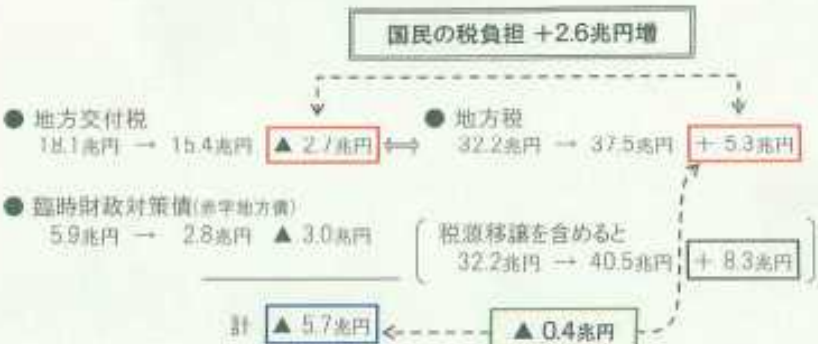 国民の税負担 +2.6兆円増
● 地方交付税
18.1兆円 → 15.4兆円 ▲ 2.7兆円 ⇔
● 地方税
32.2兆円 → 37.5兆円 + 5.3兆円
● 臨時財政対策債(赤字地方債)
5.9兆円 → 2.8兆円 ▲ 3.0兆円
税源移譲を含めると
32.2兆円 → 40.5兆円 + 8.3兆円
計 ▲ 5.7兆円
▲ 0.4兆円